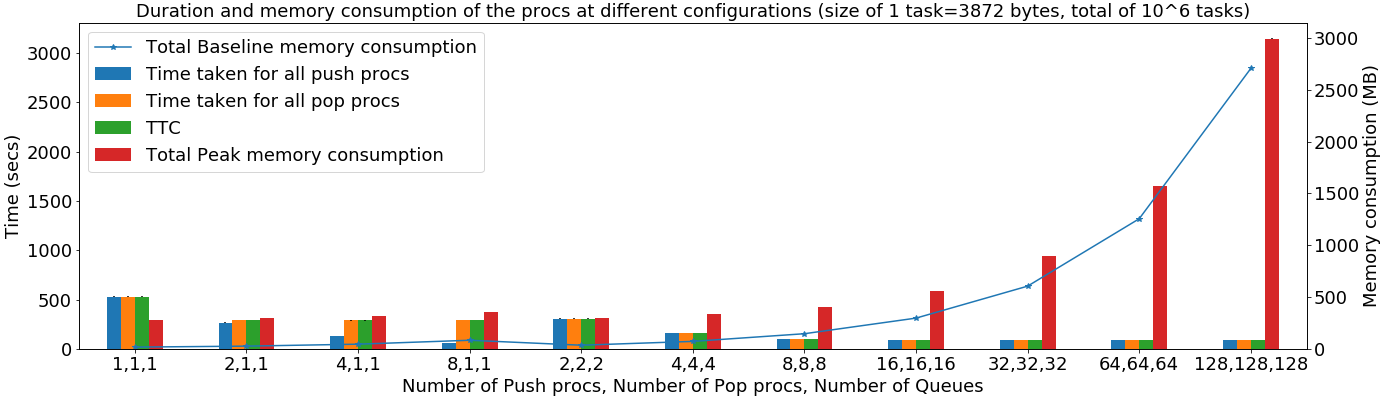 Duration and memory consumption of the procs at different configurations (size of 1 task=3872 bytes, total of 10^6 tasks)
Total Baseline memory consumption
Time taken for all push procs
Time taken for all pop procs
TTC
Total Peak memory consumption
Time (secs)
3000
2500
2000
1500
1000
500
0
3000
2500
2000
1500
1000
500
0
Memory consumption (MB)
1,1,1 2,1,1 4,1,1 8,1,1 2,2,2 4,4,4 8,8,8 16,16,16 32,32,32 64,64,64 128,128,128
Number of Push procs, Number of Pop procs, Number of Queues